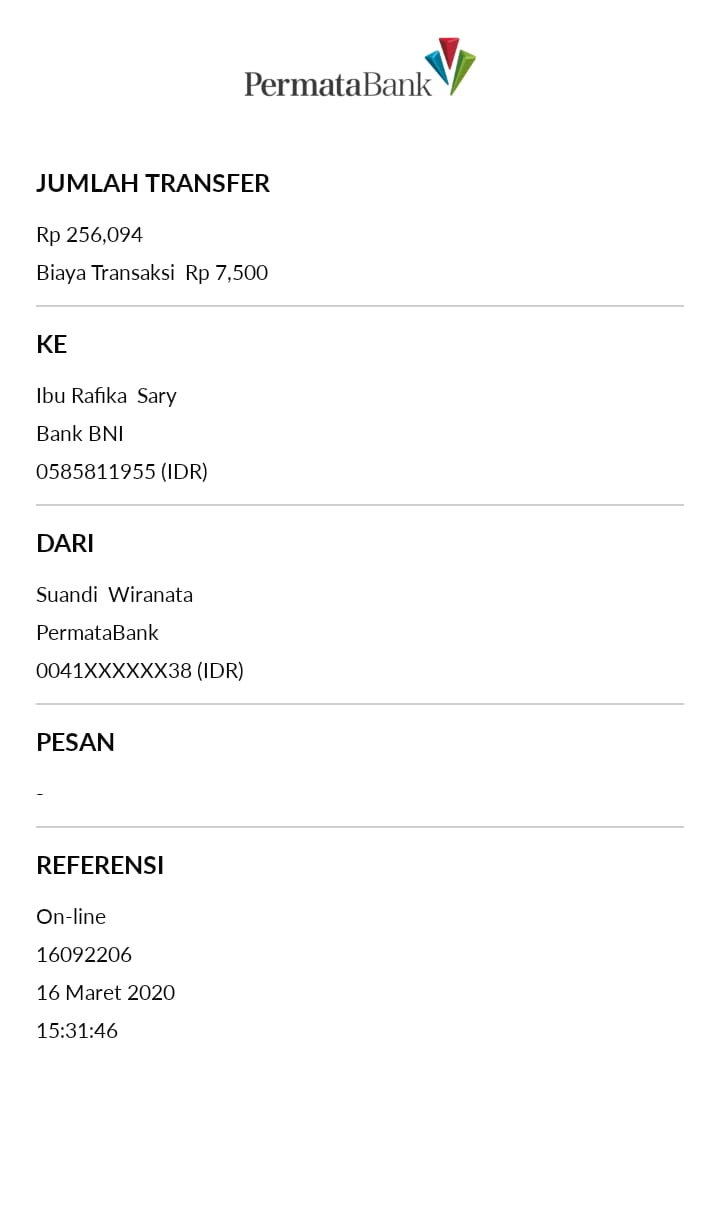 PermataBank
JUMLAH TRANSFER
Rp 256,094
Biaya Transaksi Rp 7,500
KE
Ibu Rafika Sary
Bank BNI
0585811955 (IDR)
DARI
Suandi Wiranata
PermataBank
0041XXXXXX38 (IDR)
PESAN
-
REFERENSI
On-line
16092206
16 Maret 2020
15:31:46